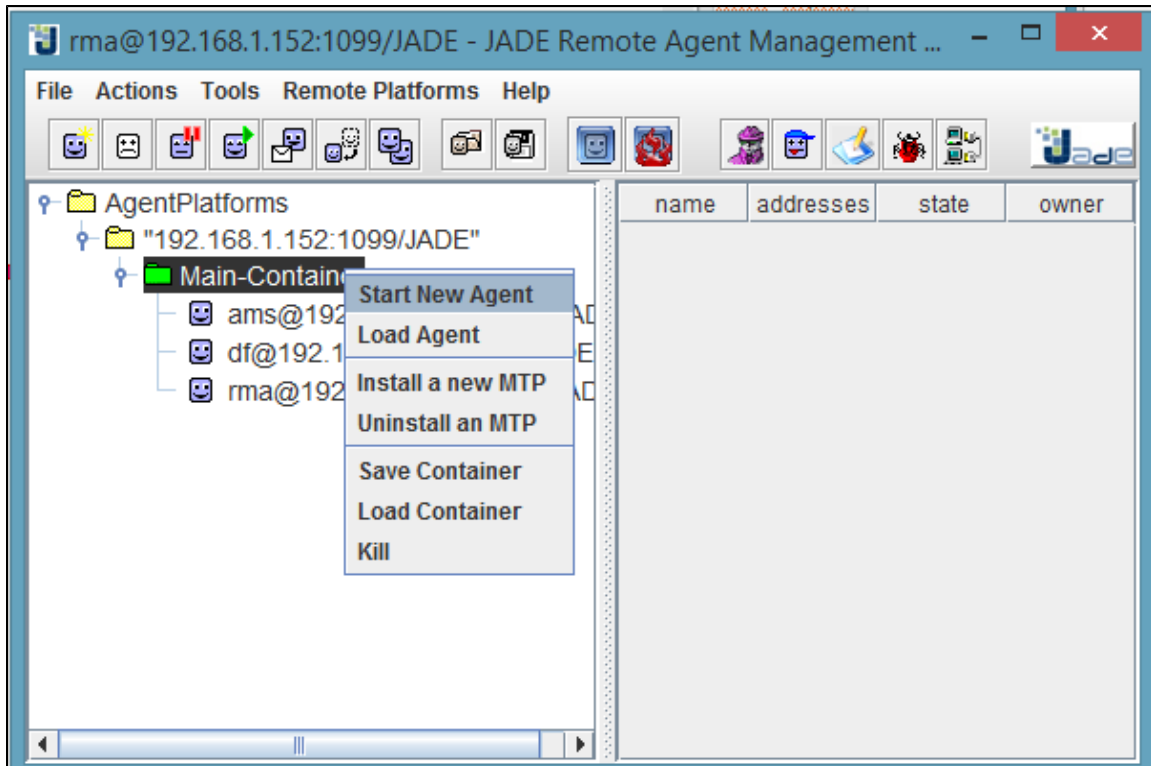 rma@192.168.1.152:1099/JADE - JADE Remote Agent Management ...
File Actions Tools Remote Platforms Help
Jade
AgentPlatforms
"192.168.1.152:1099/JADE"
Main-Containe
ams@192
df@192.1
rma@192
Start New Agent
Load Agent
Install a new MTP
Uninstall an MTP
Save Container
Load Container
Kill
name addresses state owner